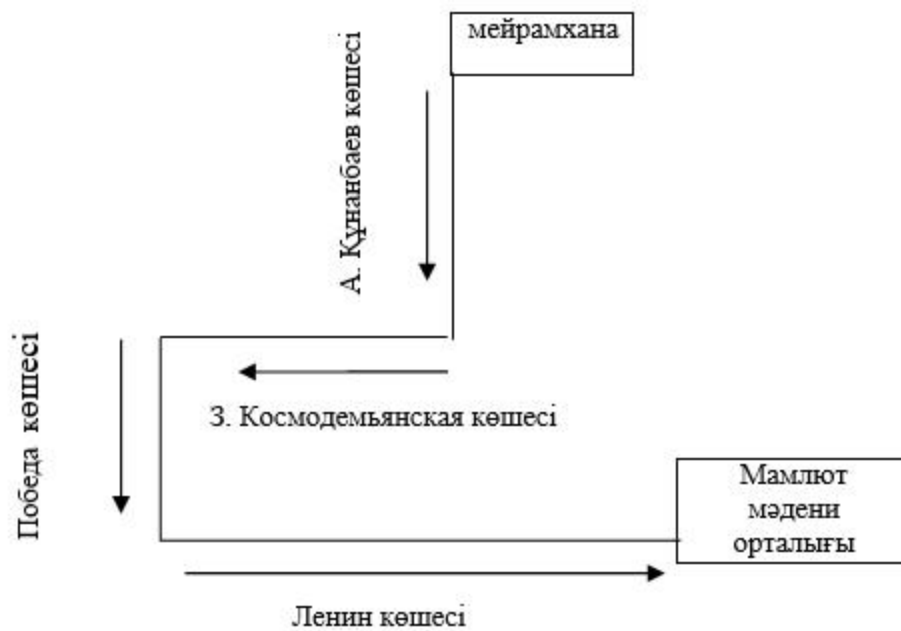 мейрамхана
А. Құнанбаев көшесі
Победа көшесі
З. Космодемьянская көшесі
Мамлют
мәдени
орталығы
Ленин көшесі